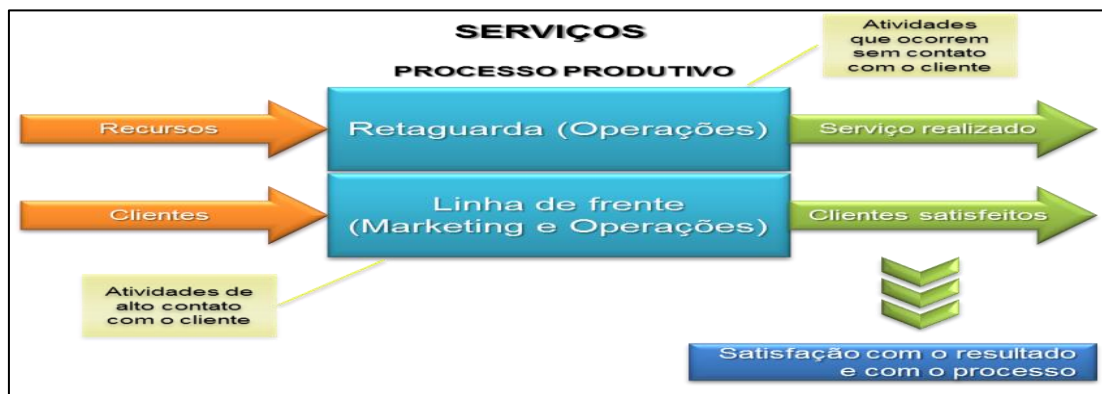 SERVIÇOS
PROCESSO PRODUTIVO
Atividades
que ocorrem
sem contato
com o cliente
Recursos
Retaguarda (Operações)
Serviço realizado
Clientes
Linha de frente
(Marketing e Operações)
Clientes satisfeitos
Atividades de
alto contato
com o cliente
Satisfação com o resultado
e com o processo